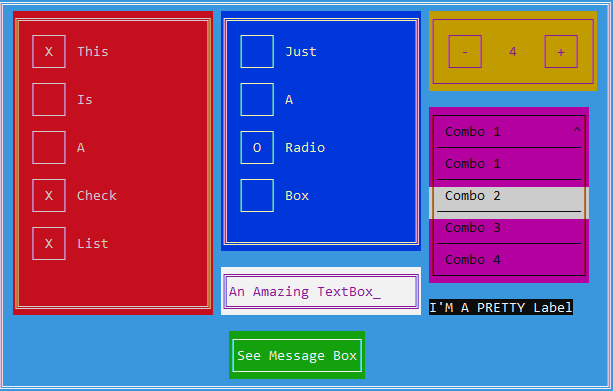 X This
Is
A
X Check
X List
Just
A
O Radio
Box
- 4 +
Combo 1 ^
Combo 1
Combo 2
Combo 3
Combo 4
An Amazing TextBox_
I'M A PRETTY Label
See Message Box